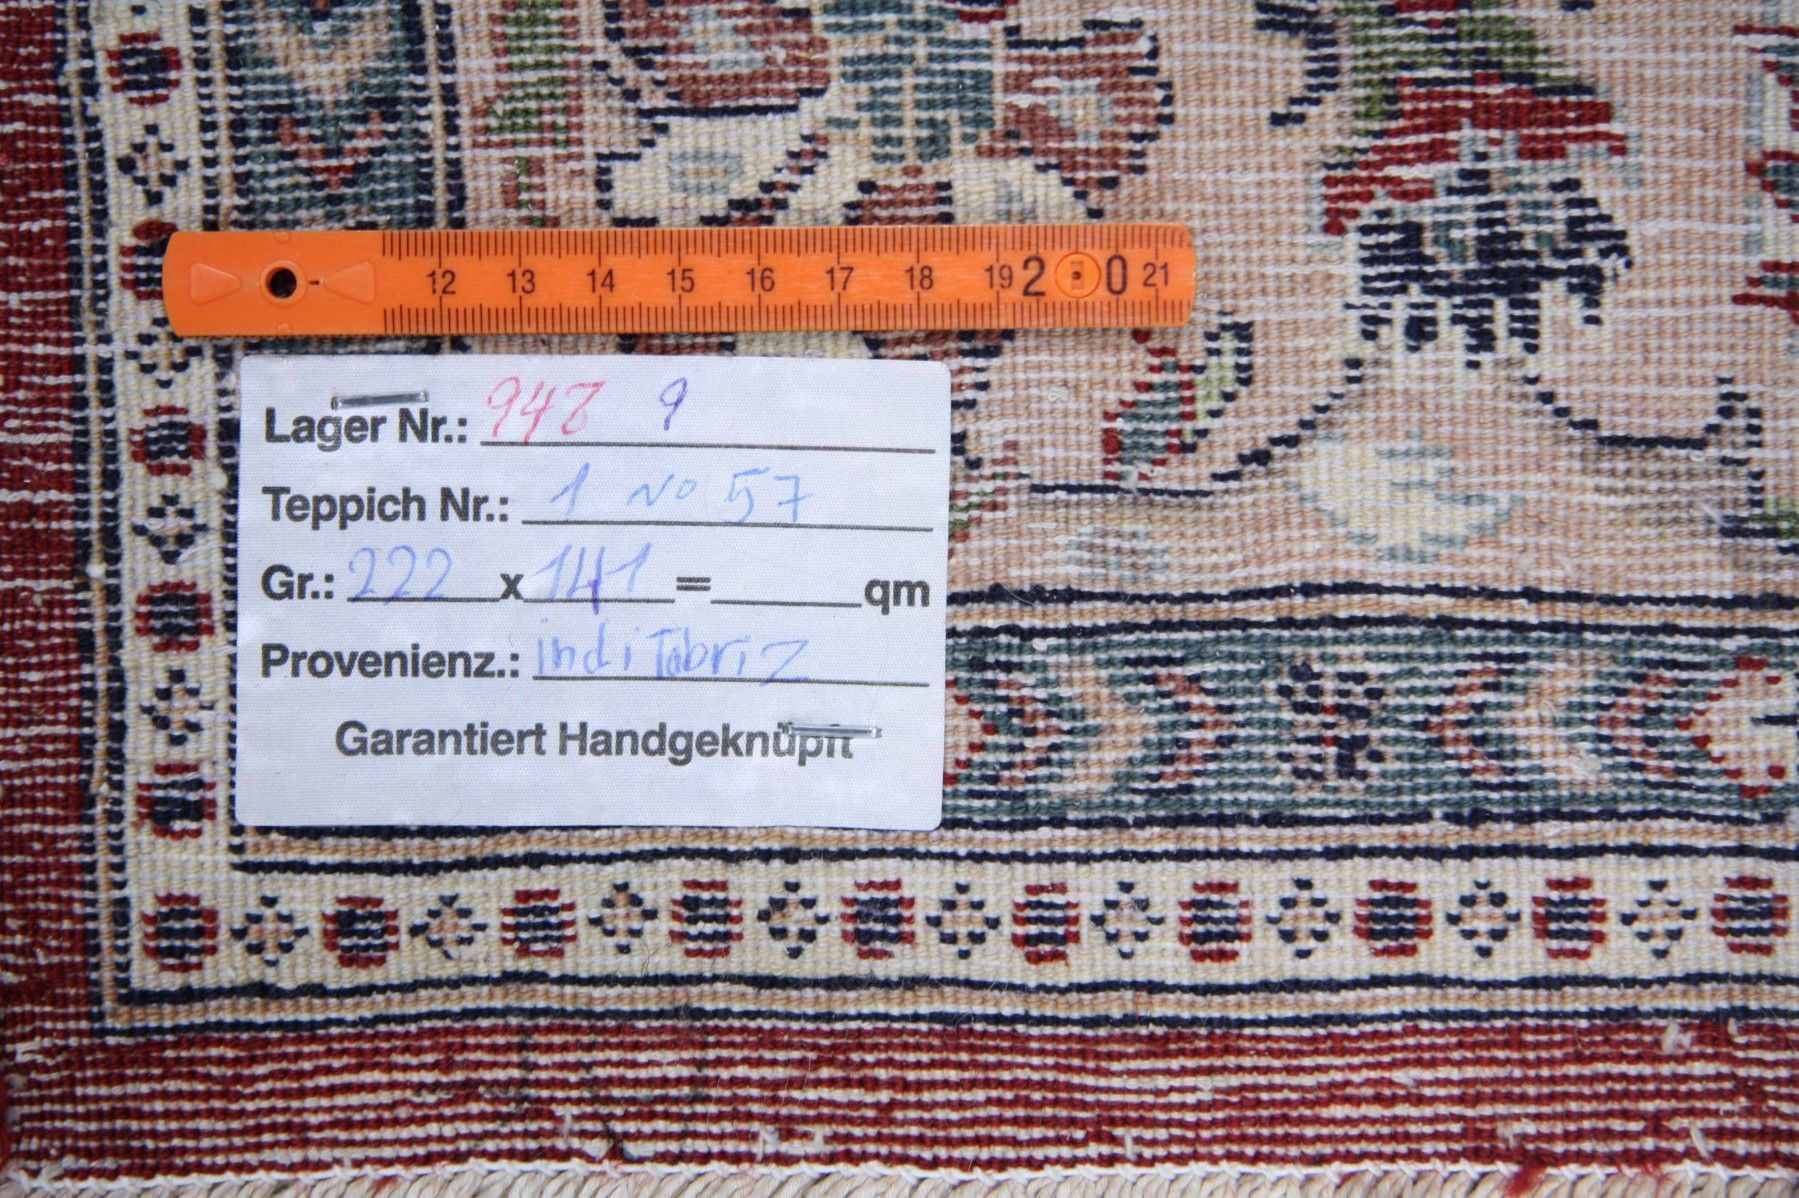 12 13 14 15 16 17 18 19 20 21
Lager Nr.: 948 9
Teppich Nr.: 1 No 57
Gr.: 222 x 141 = qm
Provenienz.: indi Tabriz
Garantiert Handgeknüpft